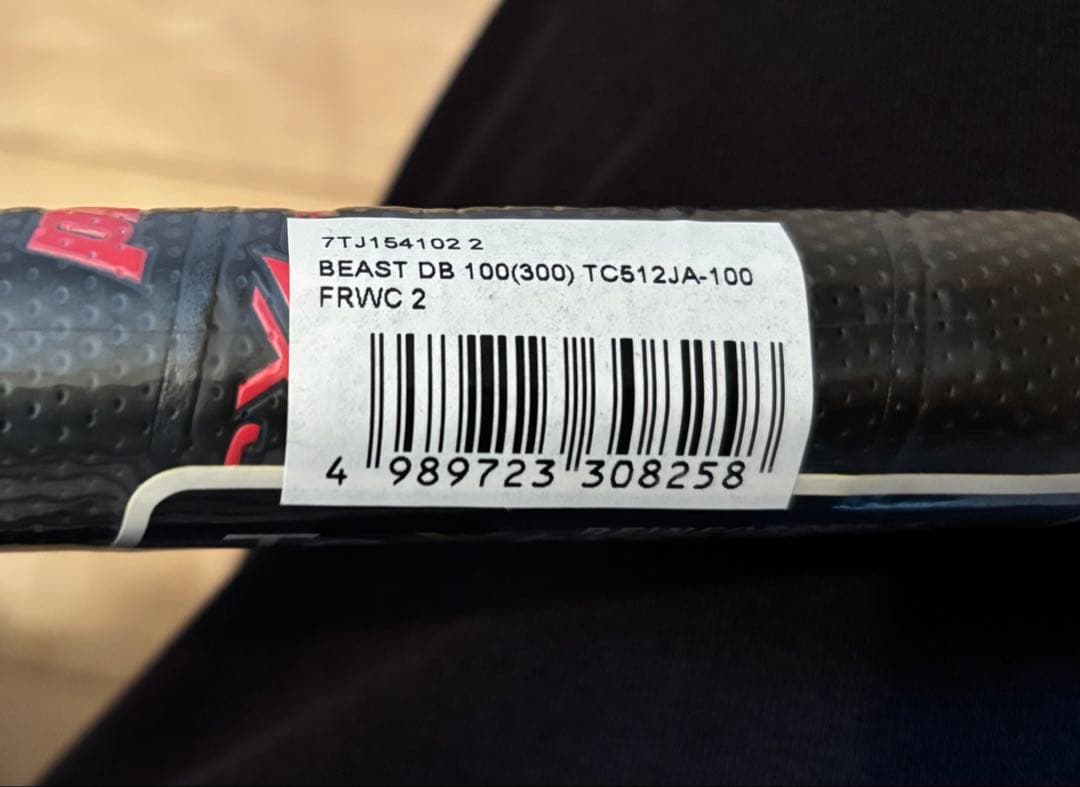 7TJ154102 2
BEAST DB 100(300) TC512JA-100
FRWC 2
4 989723 308258